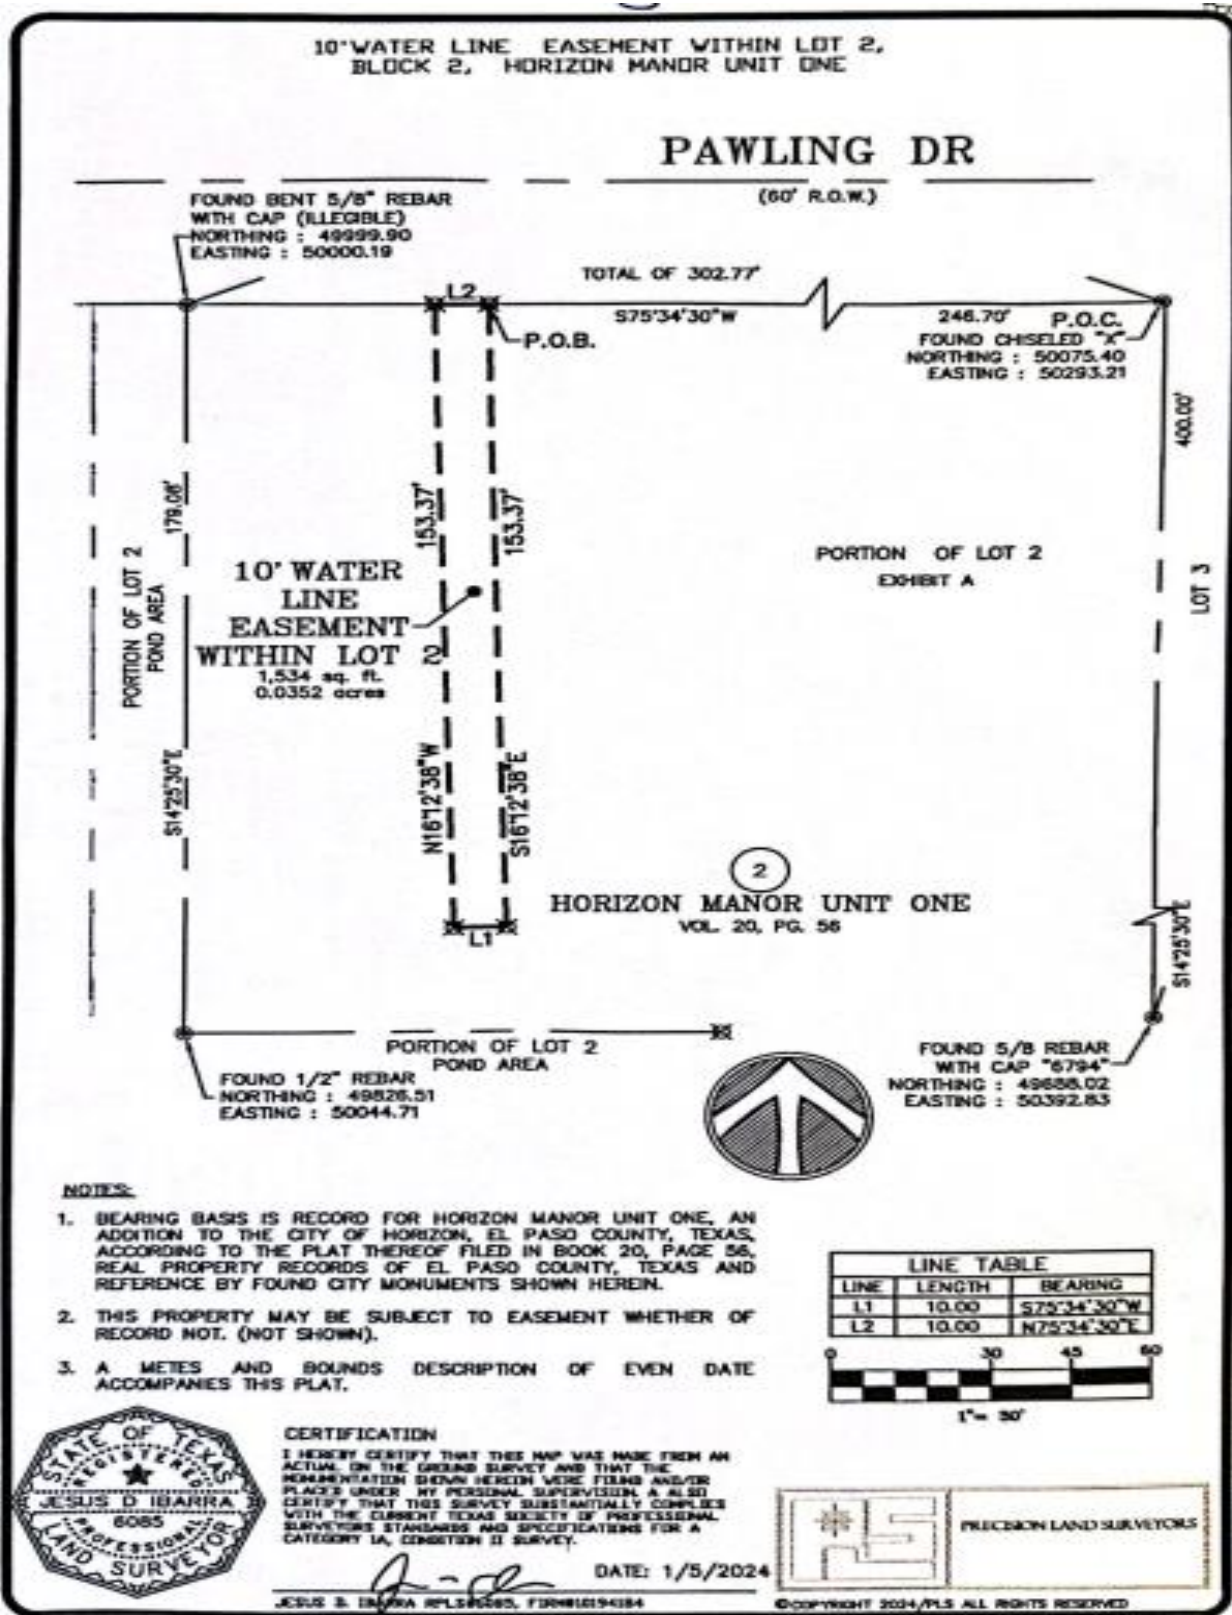 10' WATER LINE EASEMENT WITHIN LOT 2,
BLOCK 2, HORIZON MANOR UNIT ONE
PAWLING DR
(60' R.O.W.)
FOUND BENT 5/8" REBAR
WITH CAP (ILLEGIBLE)
NORTHING : 49999.90
EASTING : 50000.19
TOTAL OF 302.77'
L2
S75°34'30"W
246.70'
P.O.C.
P.O.B.
FOUND CHISELED "X"
NORTHING : 50075.40
EASTING : 50293.21
400.00'
179.08'
153.37'
153.37'
PORTION OF LOT 2
POND AREA
PORTION OF LOT 2
EXHIBIT A
LOT 3
10' WATER
LINE
EASEMENT
WITHIN LOT 2
1,534 sq. ft.
0.0352 acres
S14°25'30"E
N16°12'38"W
S16°12'38"E
2
HORIZON MANOR UNIT ONE
VOL. 20, PG. 56
L1
S14°25'30"E
PORTION OF LOT 2
POND AREA
FOUND 1/2" REBAR
NORTHING : 49826.51
EASTING : 50044.71
FOUND 5/8 REBAR
WITH CAP "6794"
NORTHING : 49688.02
EASTING : 50392.83
NOTES:
1. BEARING BASIS IS RECORD FOR HORIZON MANOR UNIT ONE, AN
ADDITION TO THE CITY OF HORIZON, EL PASO COUNTY, TEXAS,
ACCORDING TO THE PLAT THEREOF FILED IN BOOK 20, PAGE 56,
REAL PROPERTY RECORDS OF EL PASO COUNTY, TEXAS AND
REFERENCE BY FOUND CITY MONUMENTS SHOWN HEREIN.
2. THIS PROPERTY MAY BE SUBJECT TO EASEMENT WHETHER OF
RECORD NOT. (NOT SHOWN).
3. A METES AND BOUNDS DESCRIPTION OF EVEN DATE
ACCOMPANIES THIS PLAT.
LINE TABLE
LINE LENGTH BEARING
L1 10.00 S75°34'30"W
L2 10.00 N75°34'30"E
0 30 45 60
1"= 30'
STATE OF TEXAS
REGISTERED
JESUS D IBARRA
6085
PROFESSIONAL
LAND SURVEYOR
CERTIFICATION
I HEREBY CERTIFY THAT THIS MAP WAS MADE FROM AN
ACTUAL ON THE GROUND SURVEY AND THAT THE
MONUMENTATION SHOWN HEREIN WERE FOUND AND/OR
PLACED UNDER MY PERSONAL SUPERVISION. A ALSO
CERTIFY THAT THIS SURVEY SUBSTANTIALLY COMPLIES
WITH THE CURRENT TEXAS SOCIETY OF PROFESSIONAL
SURVEYORS STANDARDS AND SPECIFICATIONS FOR A
CATEGORY 1A, CONDITION II SURVEY.
DATE: 1/5/2024
JESUS D. IBARRA RPLS#6085, FIRM#10194184
PRECISION LAND SURVEYORS
©COPYRIGHT 2024/PLS ALL RIGHTS RESERVED